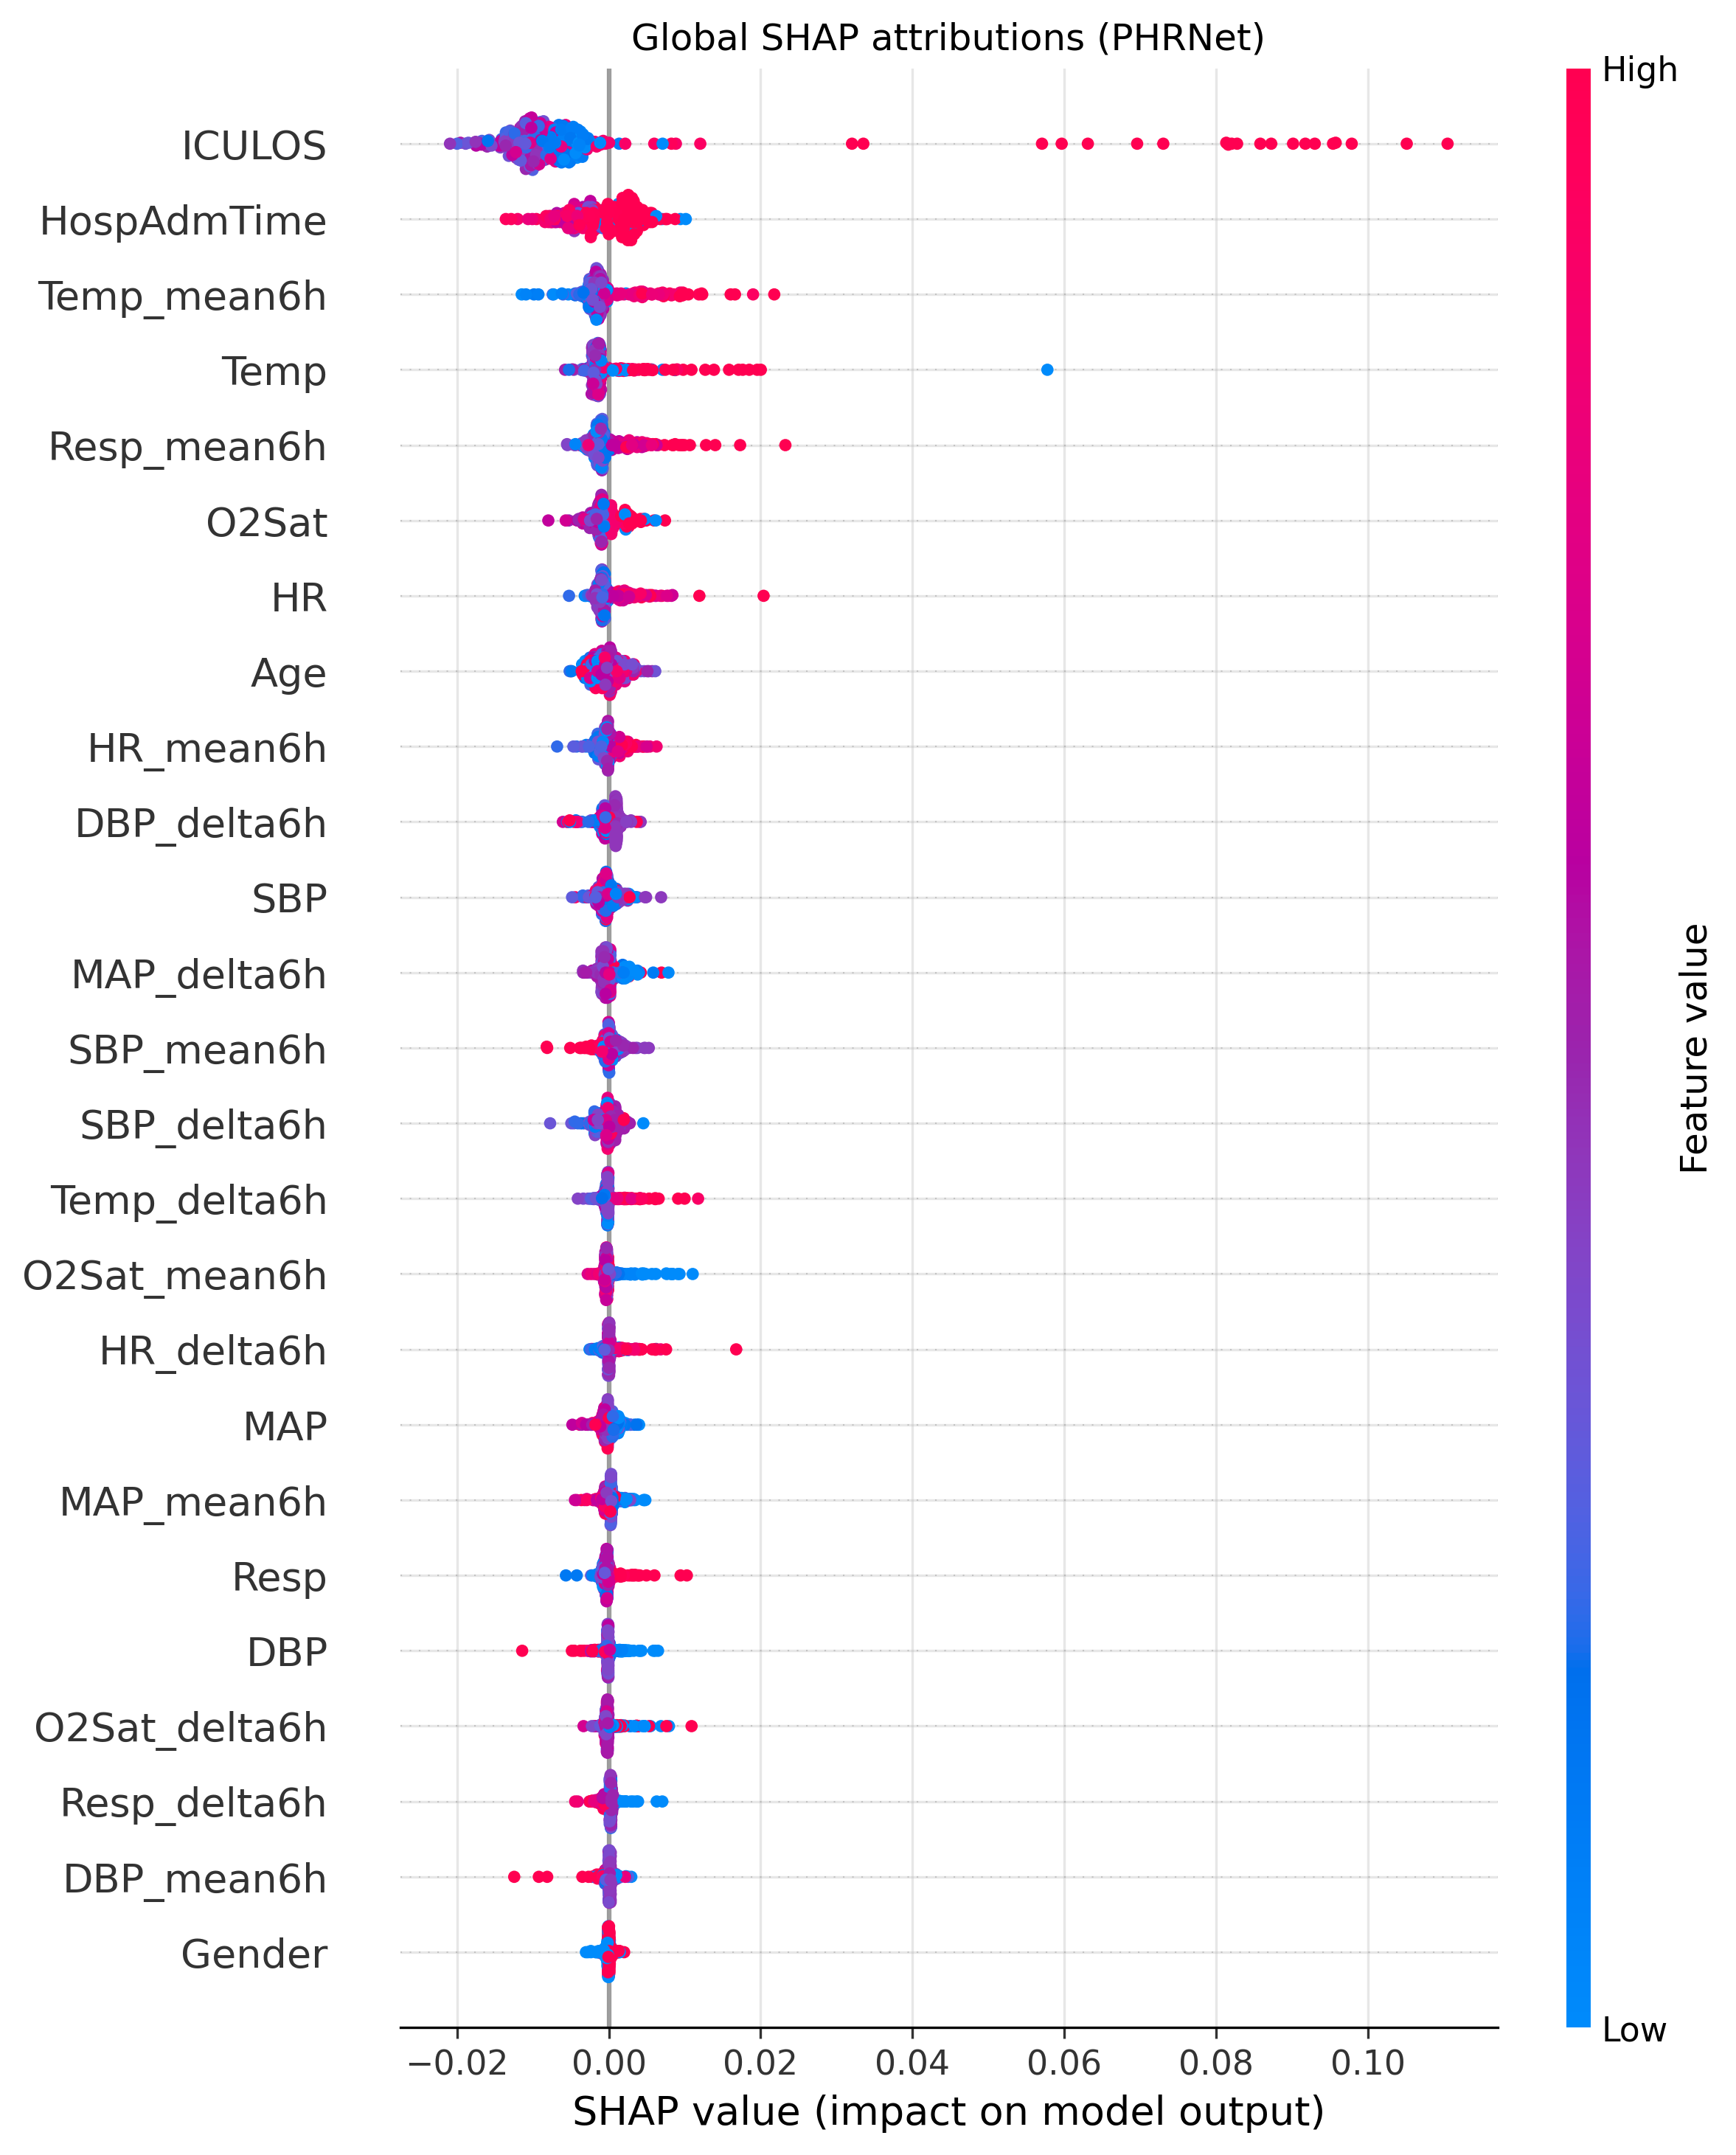 Global SHAP attributions (PHRNet)
High
ICULOS
HospAdmTime
Temp_mean6h
Temp
Resp_mean6h
O2Sat
HR
Age
HR_mean6h
DBP_delta6h
SBP
MAP_delta6h
SBP_mean6h
SBP_delta6h
Temp_delta6h
O2Sat_mean6h
HR_delta6h
MAP
MAP_mean6h
Resp
DBP
O2Sat_delta6h
Resp_delta6h
DBP_mean6h
Gender
Feature value
Low
−0.02 0.00 0.02 0.04 0.06 0.08 0.10
SHAP value (impact on model output)